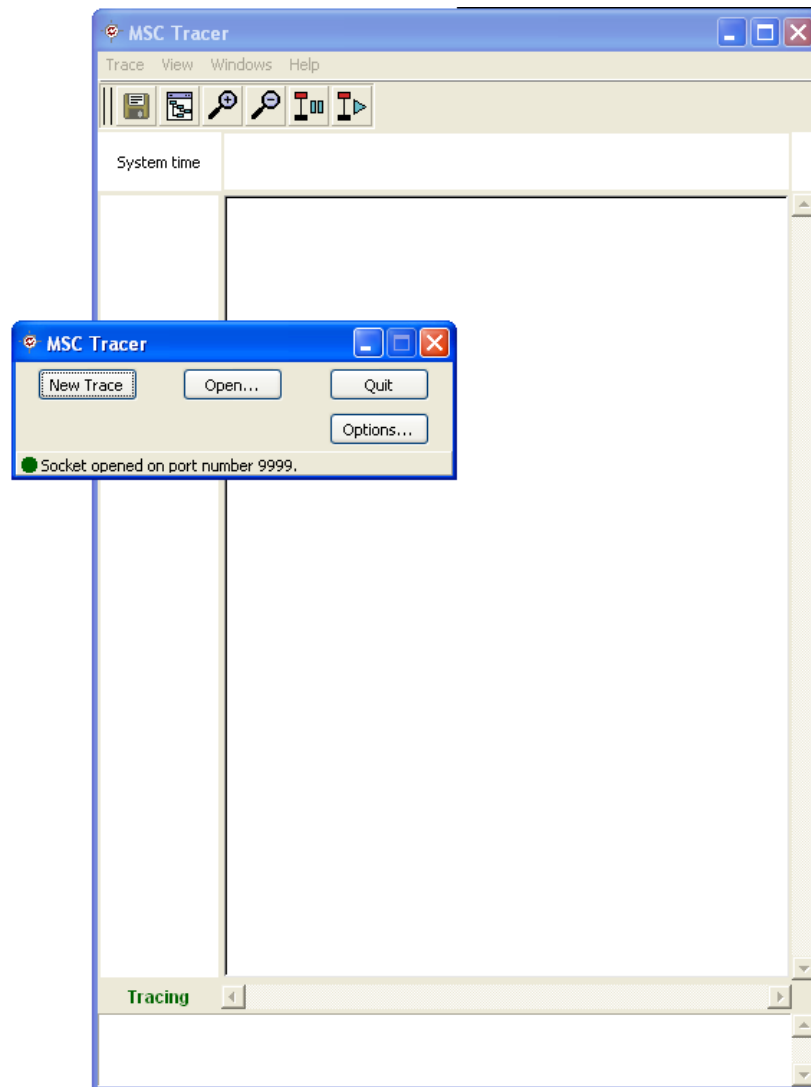 MSC Tracer
Trace View Windows Help
System time
MSC Tracer
New Trace Open... Quit
Options...
Socket opened on port number 9999.
Tracing